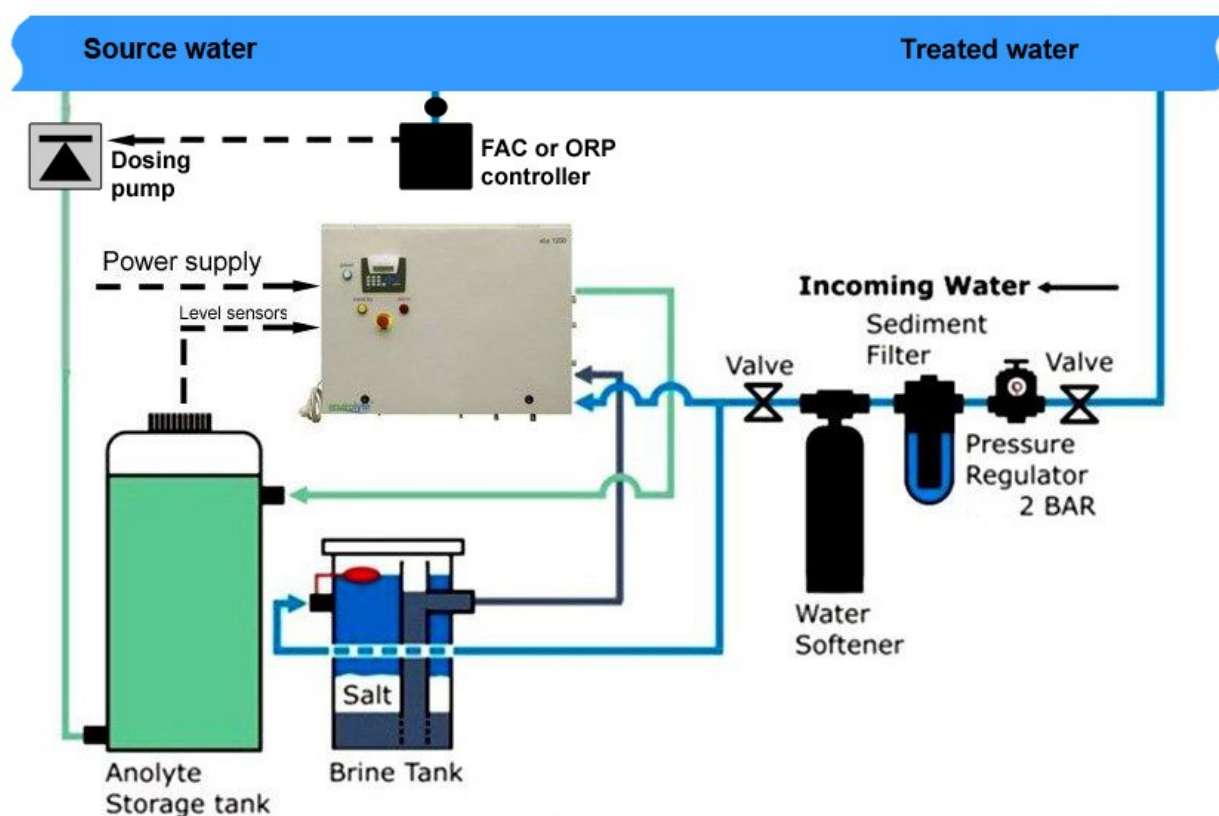 Source water
Treated water
Dosing
pump
FAC or ORP
controller
Power supply
Level sensors
Incoming Water
Sediment
Filter
Valve
Valve
Pressure
Regulator
2 BAR
Water
Softener
Salt
Brine Tank
Anolyte
Storage tank